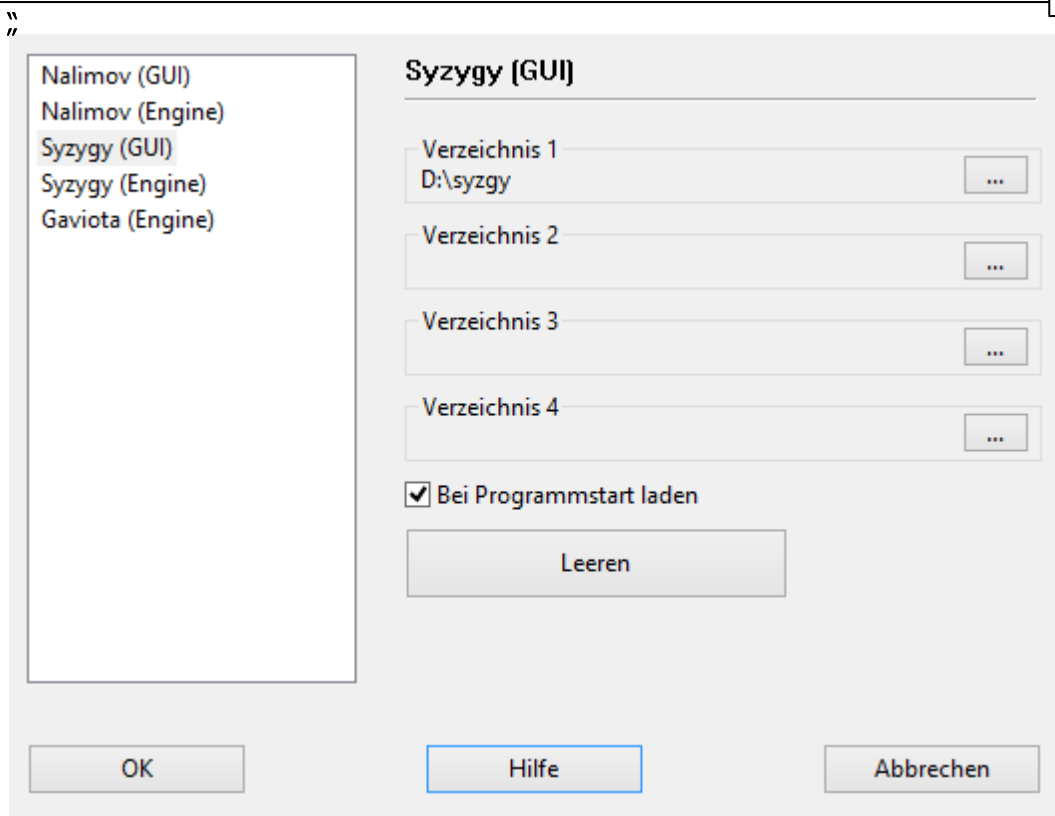 Nalimov (GUI)
Nalimov (Engine)
Syzygy (GUI)
Syzygy (Engine)
Gaviota (Engine)
Syzygy (GUI)
Verzeichnis 1
D:\syzgy
...
Verzeichnis 2
...
Verzeichnis 3
...
Verzeichnis 4
...
Bei Programmstart laden
Leeren
OK
Hilfe
Abbrechen